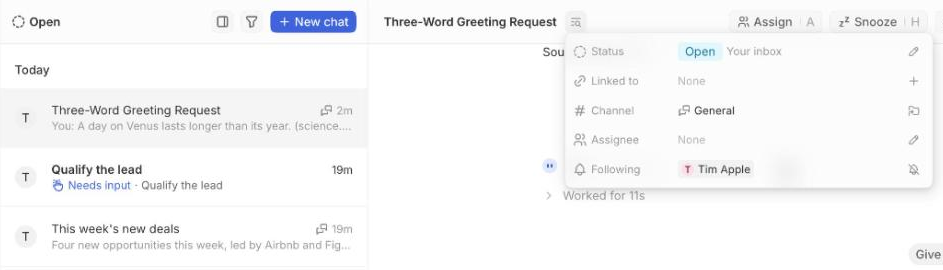 Open
+ New chat
Today
T
Three-Word Greeting Request
2m
You: A day on Venus lasts longer than its year. (science....
T
Qualify the lead
19m
Needs input · Qualify the lead
T
This week's new deals
19m
Four new opportunities this week, led by Airbnb and Fig...
Three-Word Greeting Request
Assign | A
zZ Snooze | H
Sou
Status
Open
Your inbox
Linked to
None
# Channel
General
Assignee
None
Following
T Tim Apple
Worked for 11s
Give